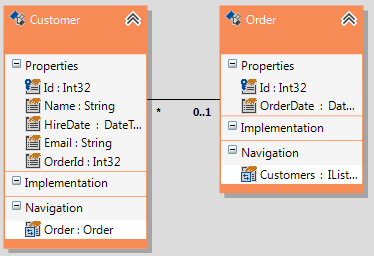 Customer
Properties
Id : Int32
Name : String
HireDate : DateT...
Email : String
OrderId : Int32
Implementation
Navigation
Order : Order
* 0..1
Order
Properties
Id : Int32
OrderDate : Dat...
Implementation
Navigation
Customers : IList...